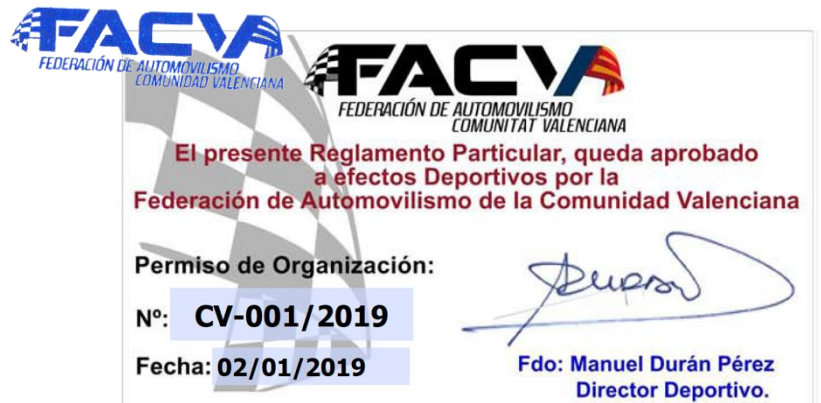 FACVA
FEDERACIÓN DE AUTOMOVILISMO
COMUNIDAD VALENCIANA
FACVA
FEDERACIÓN DE AUTOMOVILISMO
COMUNITAT VALENCIANA
El presente Reglamento Particular, queda aprobado
a efectos Deportivos por la
Federación de Automovilismo de la Comunidad Valenciana
Permiso de Organización:
Nº: CV-001/2019
Fecha: 02/01/2019
Fdo: Manuel Durán Pérez
Director Deportivo.